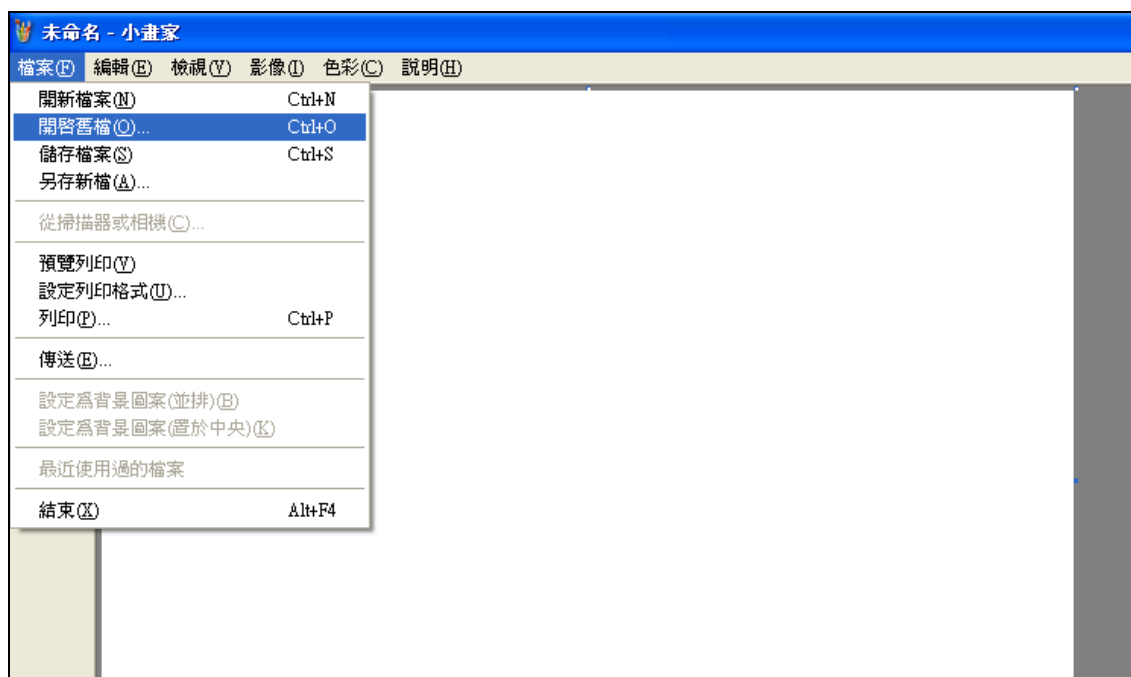 未命名 - 小畫家
檔案(F) 編輯(E) 檢視(V) 影像(I) 色彩(C) 說明(H)
開新檔案(N) Ctrl+N
開啓舊檔(O)... Ctrl+O
儲存檔案(S) Ctrl+S
另存新檔(A)...
從掃描器或相機(C)...
預覽列印(V)
設定列印格式(U)...
列印(P)... Ctrl+P
傳送(E)...
設定爲背景圖案(並排)(B)
設定爲背景圖案(置於中央)(K)
最近使用過的檔案
結束(X) Alt+F4